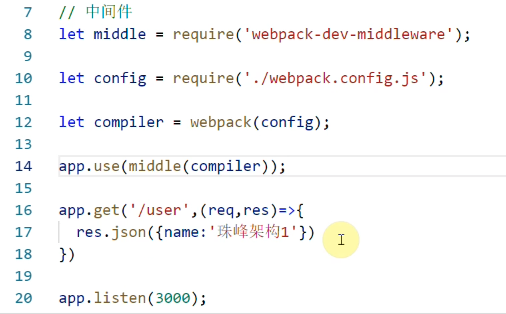 7 // 中间件
8 let middle = require('webpack-dev-middleware');
9
10 let config = require('./webpack.config.js');
11
12 let compiler = webpack(config);
13
14 app.use(middle(compiler));
15
16 app.get('/user',(req,res)=>{
17 res.json({name:'珠峰架构1'})
18 })
19
20 app.listen(3000);